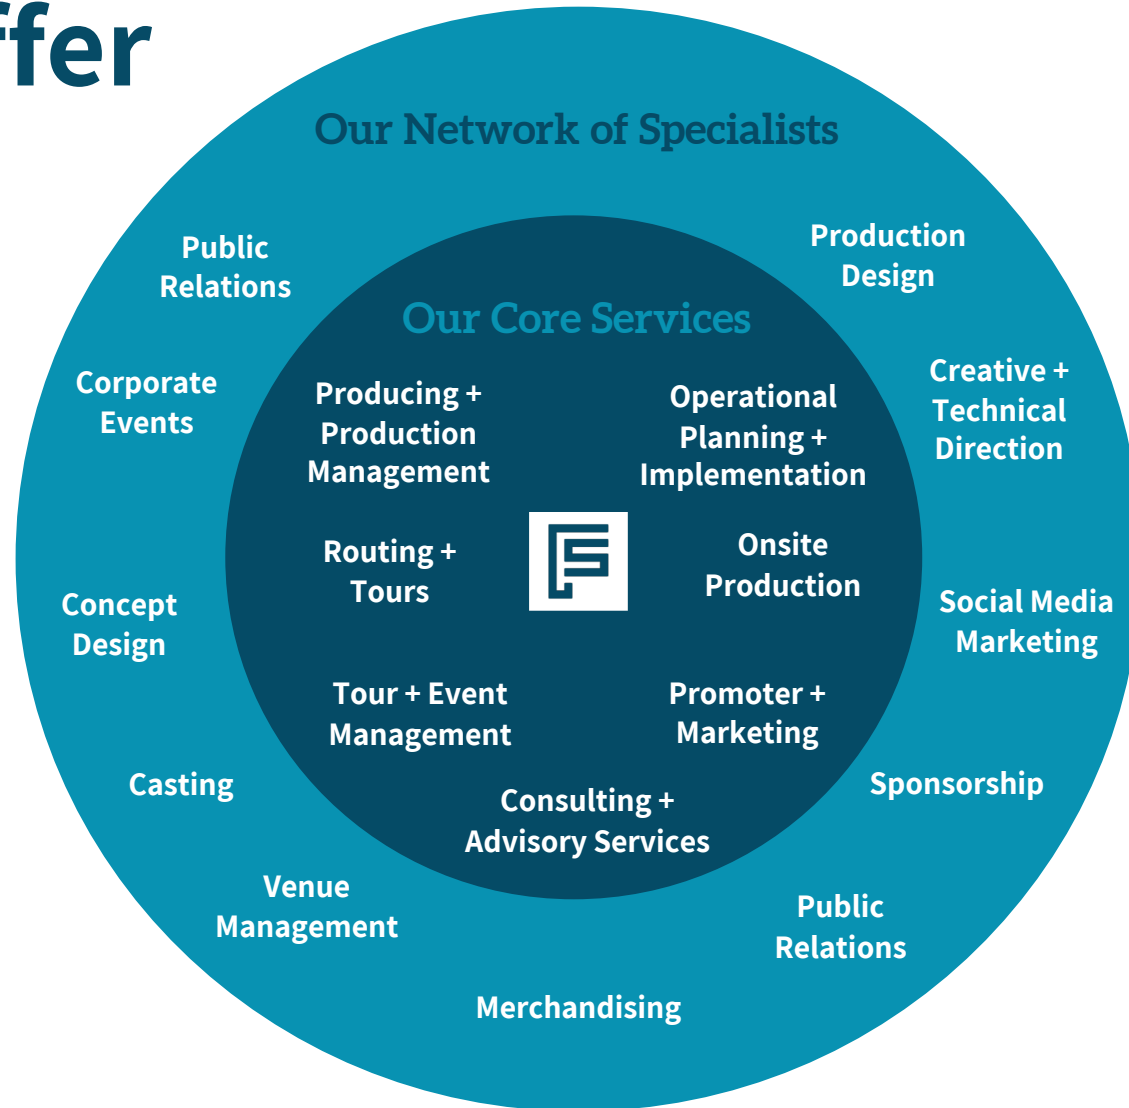 ffer
Our Network of Specialists
Public
Relations
Production
Design
Corporate
Events
Creative +
Technical
Direction
Concept
Design
Social Media
Marketing
Casting
Sponsorship
Venue
Management
Public
Relations
Merchandising
Our Core Services
Producing +
Production
Management
Operational
Planning +
Implementation
Routing +
Tours
Onsite
Production
Tour + Event
Management
Promoter +
Marketing
Consulting +
Advisory Services